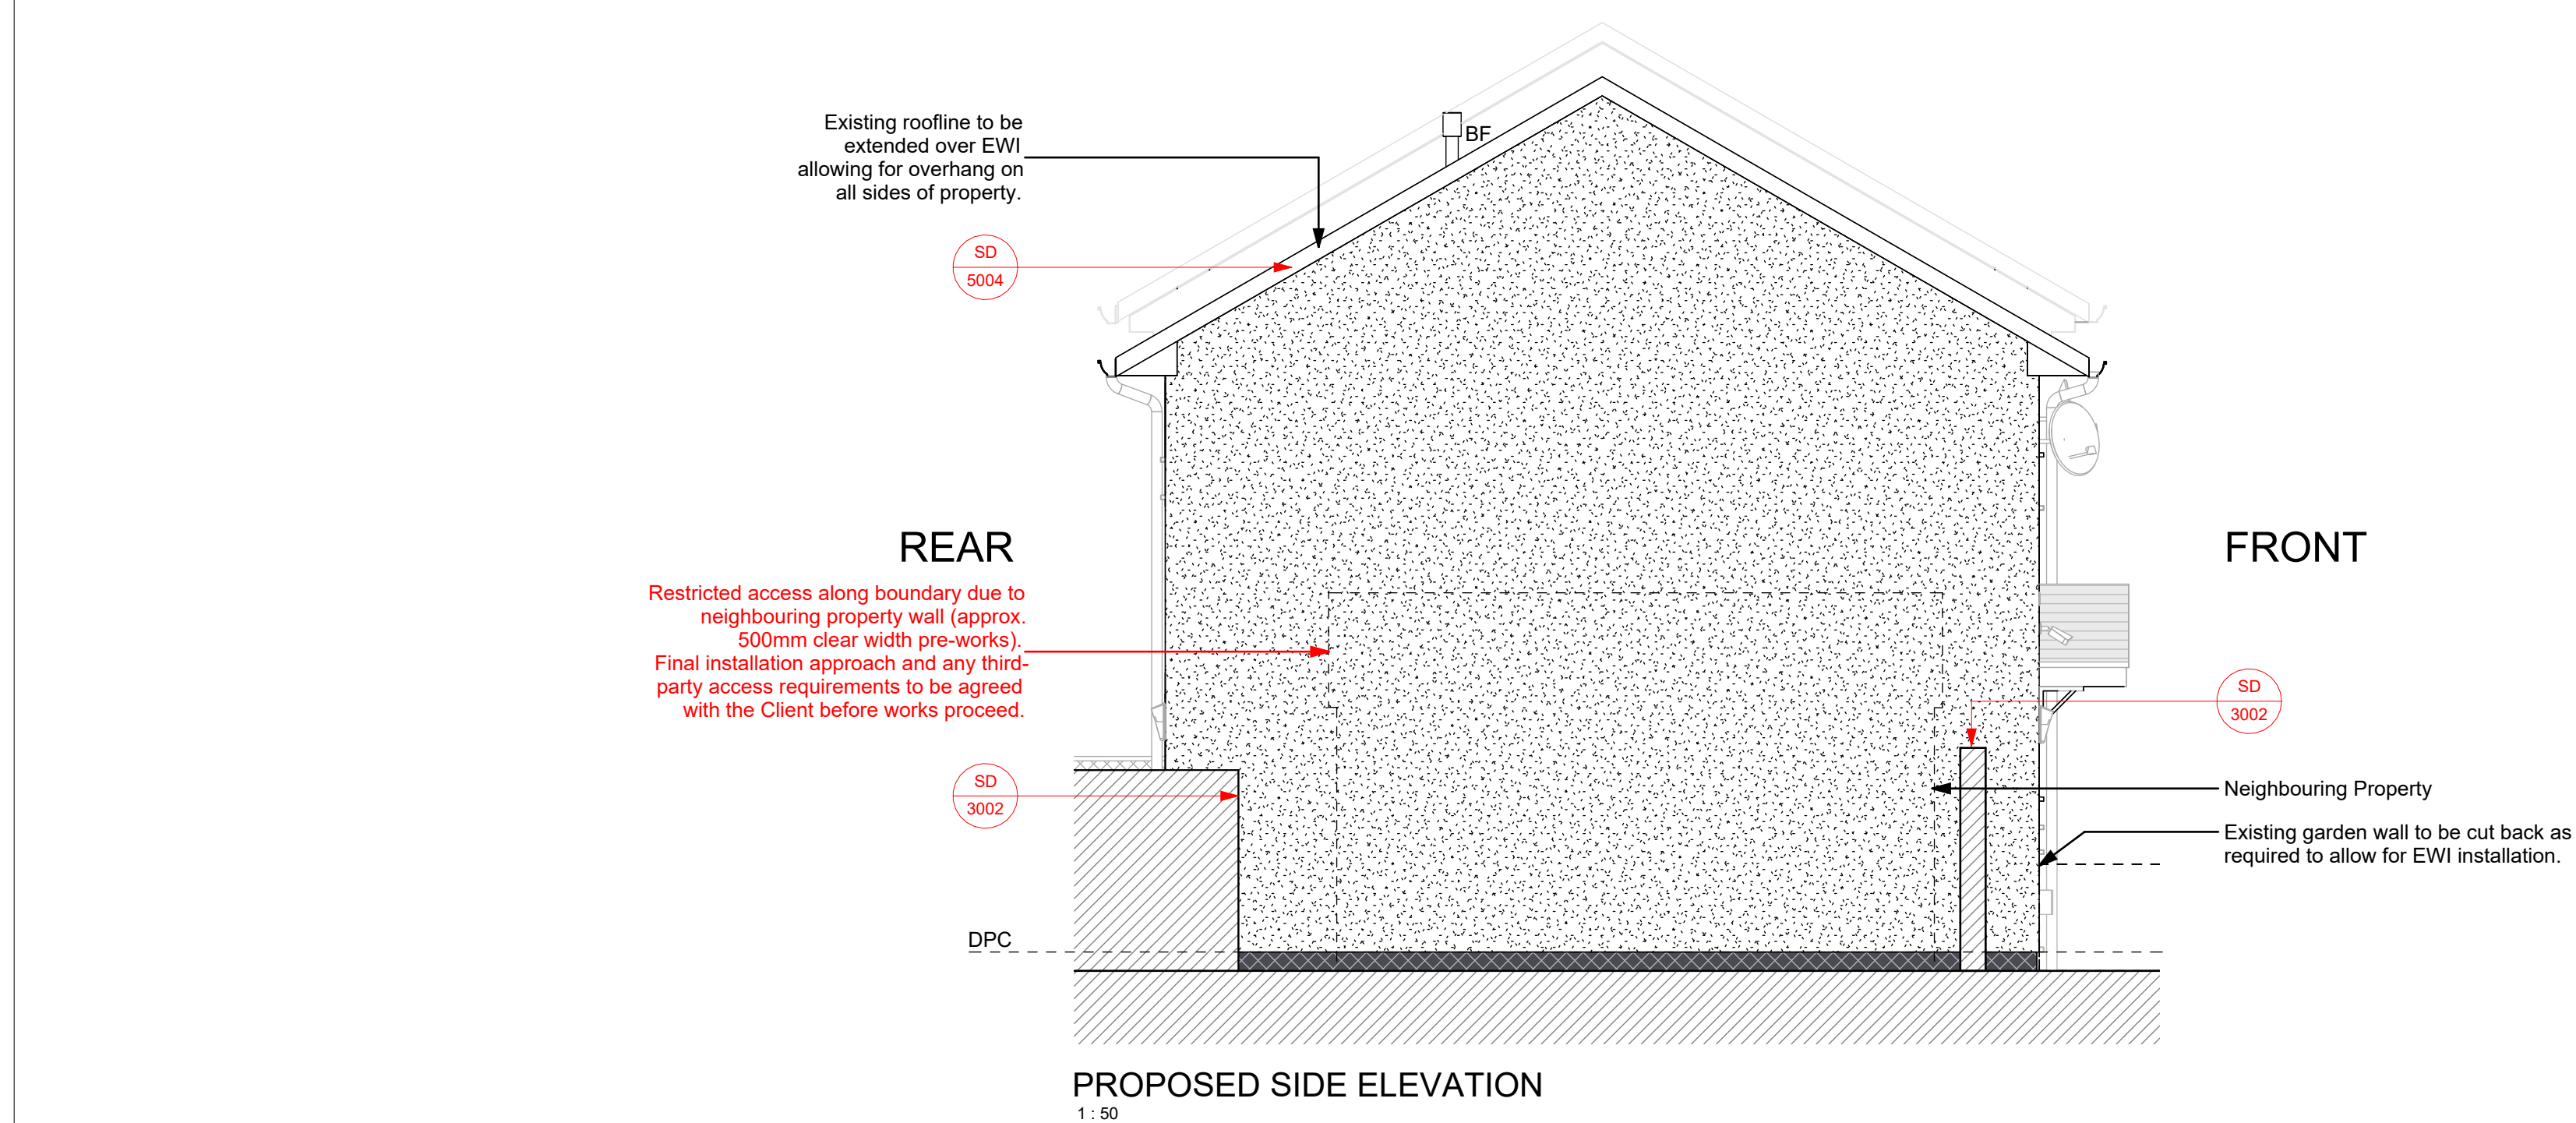 Existing roofline to be
extended over EWI
allowing for overhang on
all sides of property.
BF
SD
5004
REAR
FRONT
Restricted access along boundary due to
neighbouring property wall (approx.
500mm clear width pre-works).
Final installation approach and any third-
party access requirements to be agreed
with the Client before works proceed.
SD
3002
SD
3002
Neighbouring Property
Existing garden wall to be cut back as
required to allow for EWI installation.
DPC
PROPOSED SIDE ELEVATION
1 : 50